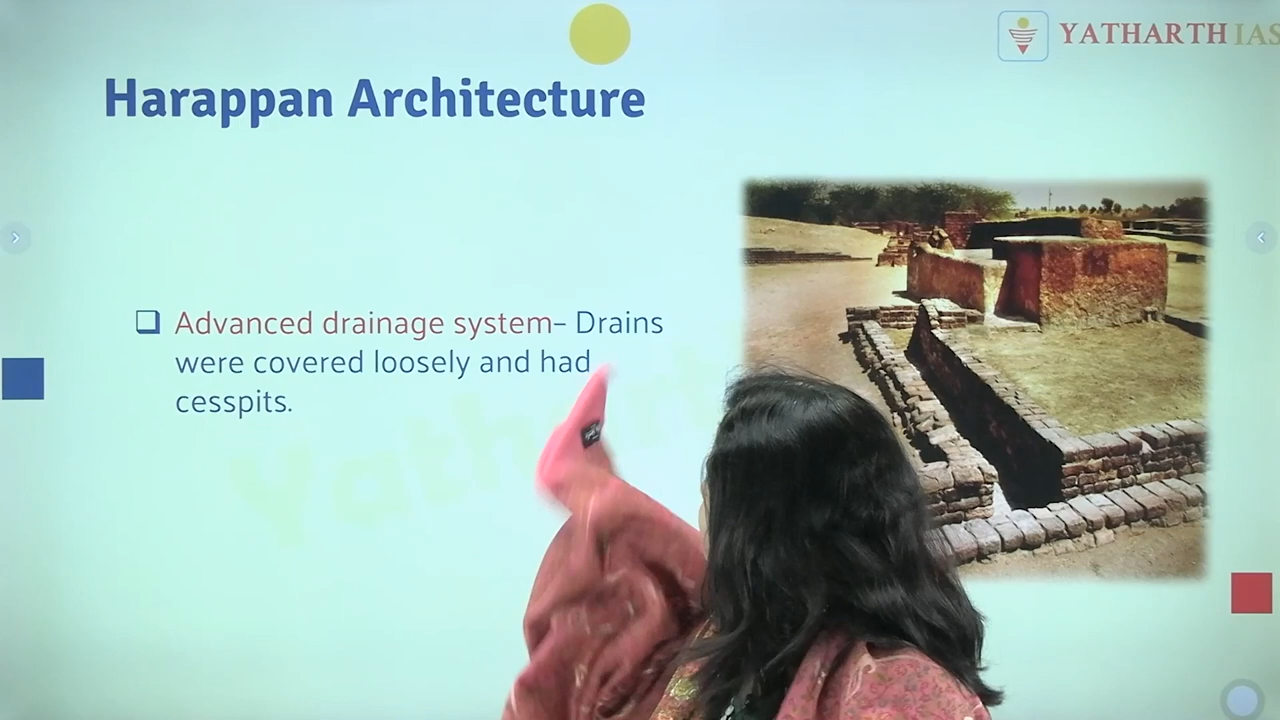 YATHARTH IAS
Harappan Architecture
Advanced drainage system– Drains
were covered loosely and had
cesspits.